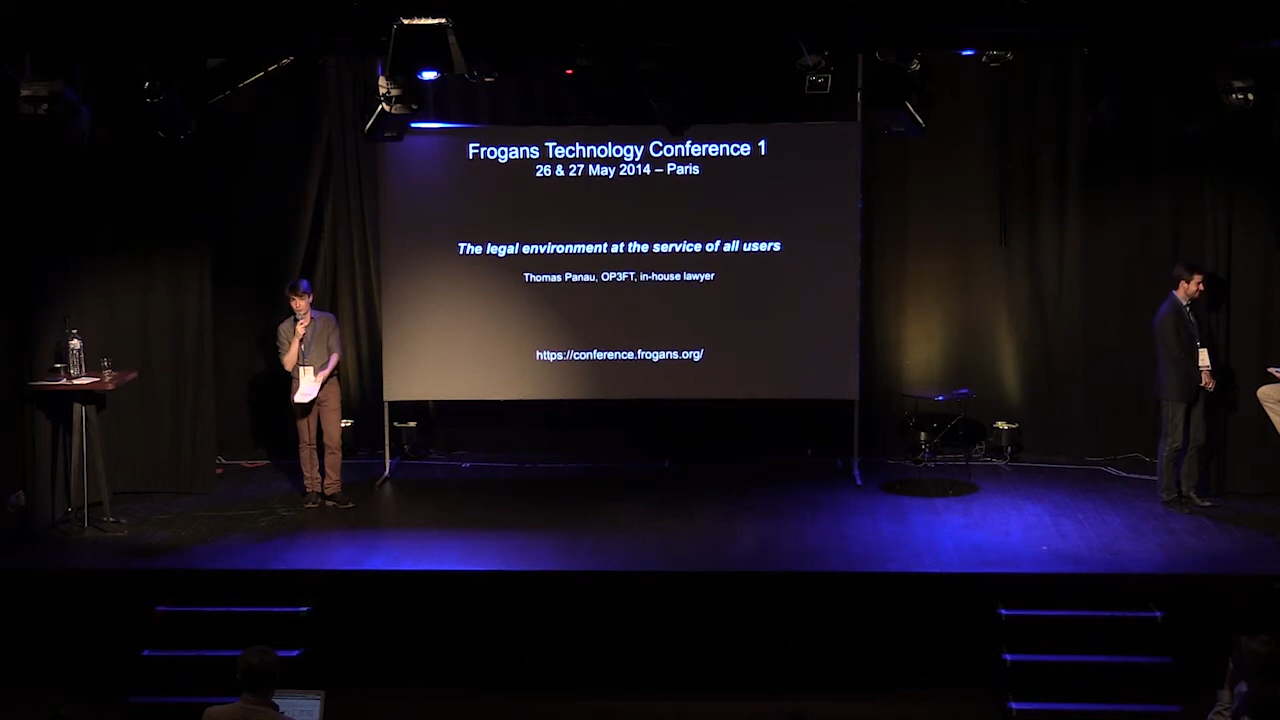 Frogans Technology Conference 1
26 & 27 May 2014 – Paris
The legal environment at the service of all users
Thomas Panau, OP3FT, in-house lawyer
https://conference.frogans.org/